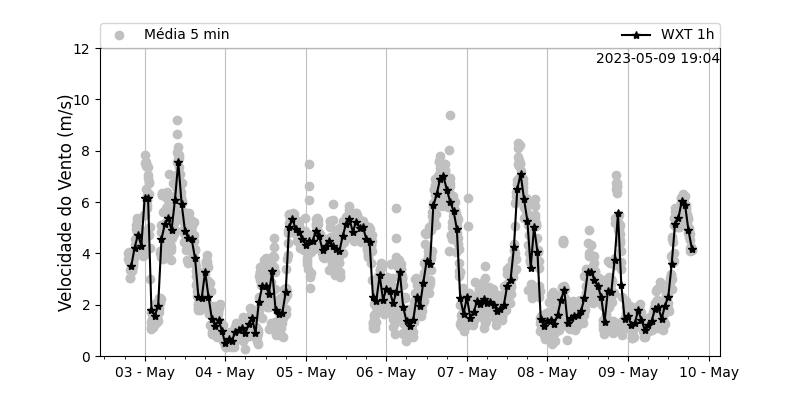 Média 5 min WXT 1h
2023-05-09 19:04
Velocidade do Vento (m/s)
12
10
8
6
4
2
0
03 - May 04 - May 05 - May 06 - May 07 - May 08 - May 09 - May 10 - May